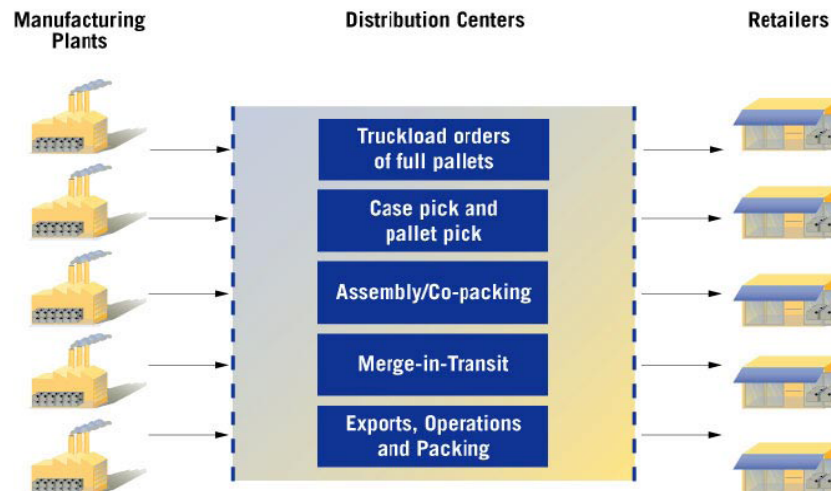 Manufacturing
Plants
Distribution Centers
Retailers
Truckload orders
of full pallets
Case pick and
pallet pick
Assembly/Co-packing
Merge-in-Transit
Exports, Operations
and Packing